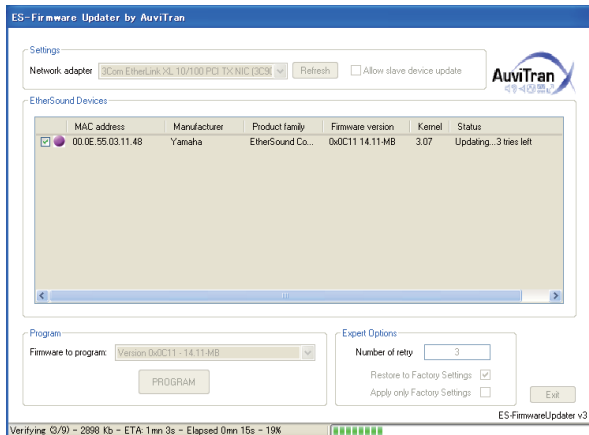 ES-Firmware Updater by AuviTran
Settings
Network adapter 3Com EtherLink XL 10/100 PCI TX NIC (3C9( Refresh Allow slave device update
AuviTran
EtherSound Devices
MAC address Manufacturer Product family Firmware version Kernel Status
00.0E.55.03.11.48 Yamaha EtherSound Co... 0x0C11 14.11-MB 3.07 Updating...3 tries left
Program
Firmware to program: Version 0x0C11 - 14.11-MB
PROGRAM
Expert Options
Number of retry 3
Restore to Factory Settings
Apply only Factory Settings
Exit
ES-FirmwareUpdater v3
Verifying (3/9) - 2898 Kb - ETA: 1mn 3s - Elapsed 0mn 15s - 19%